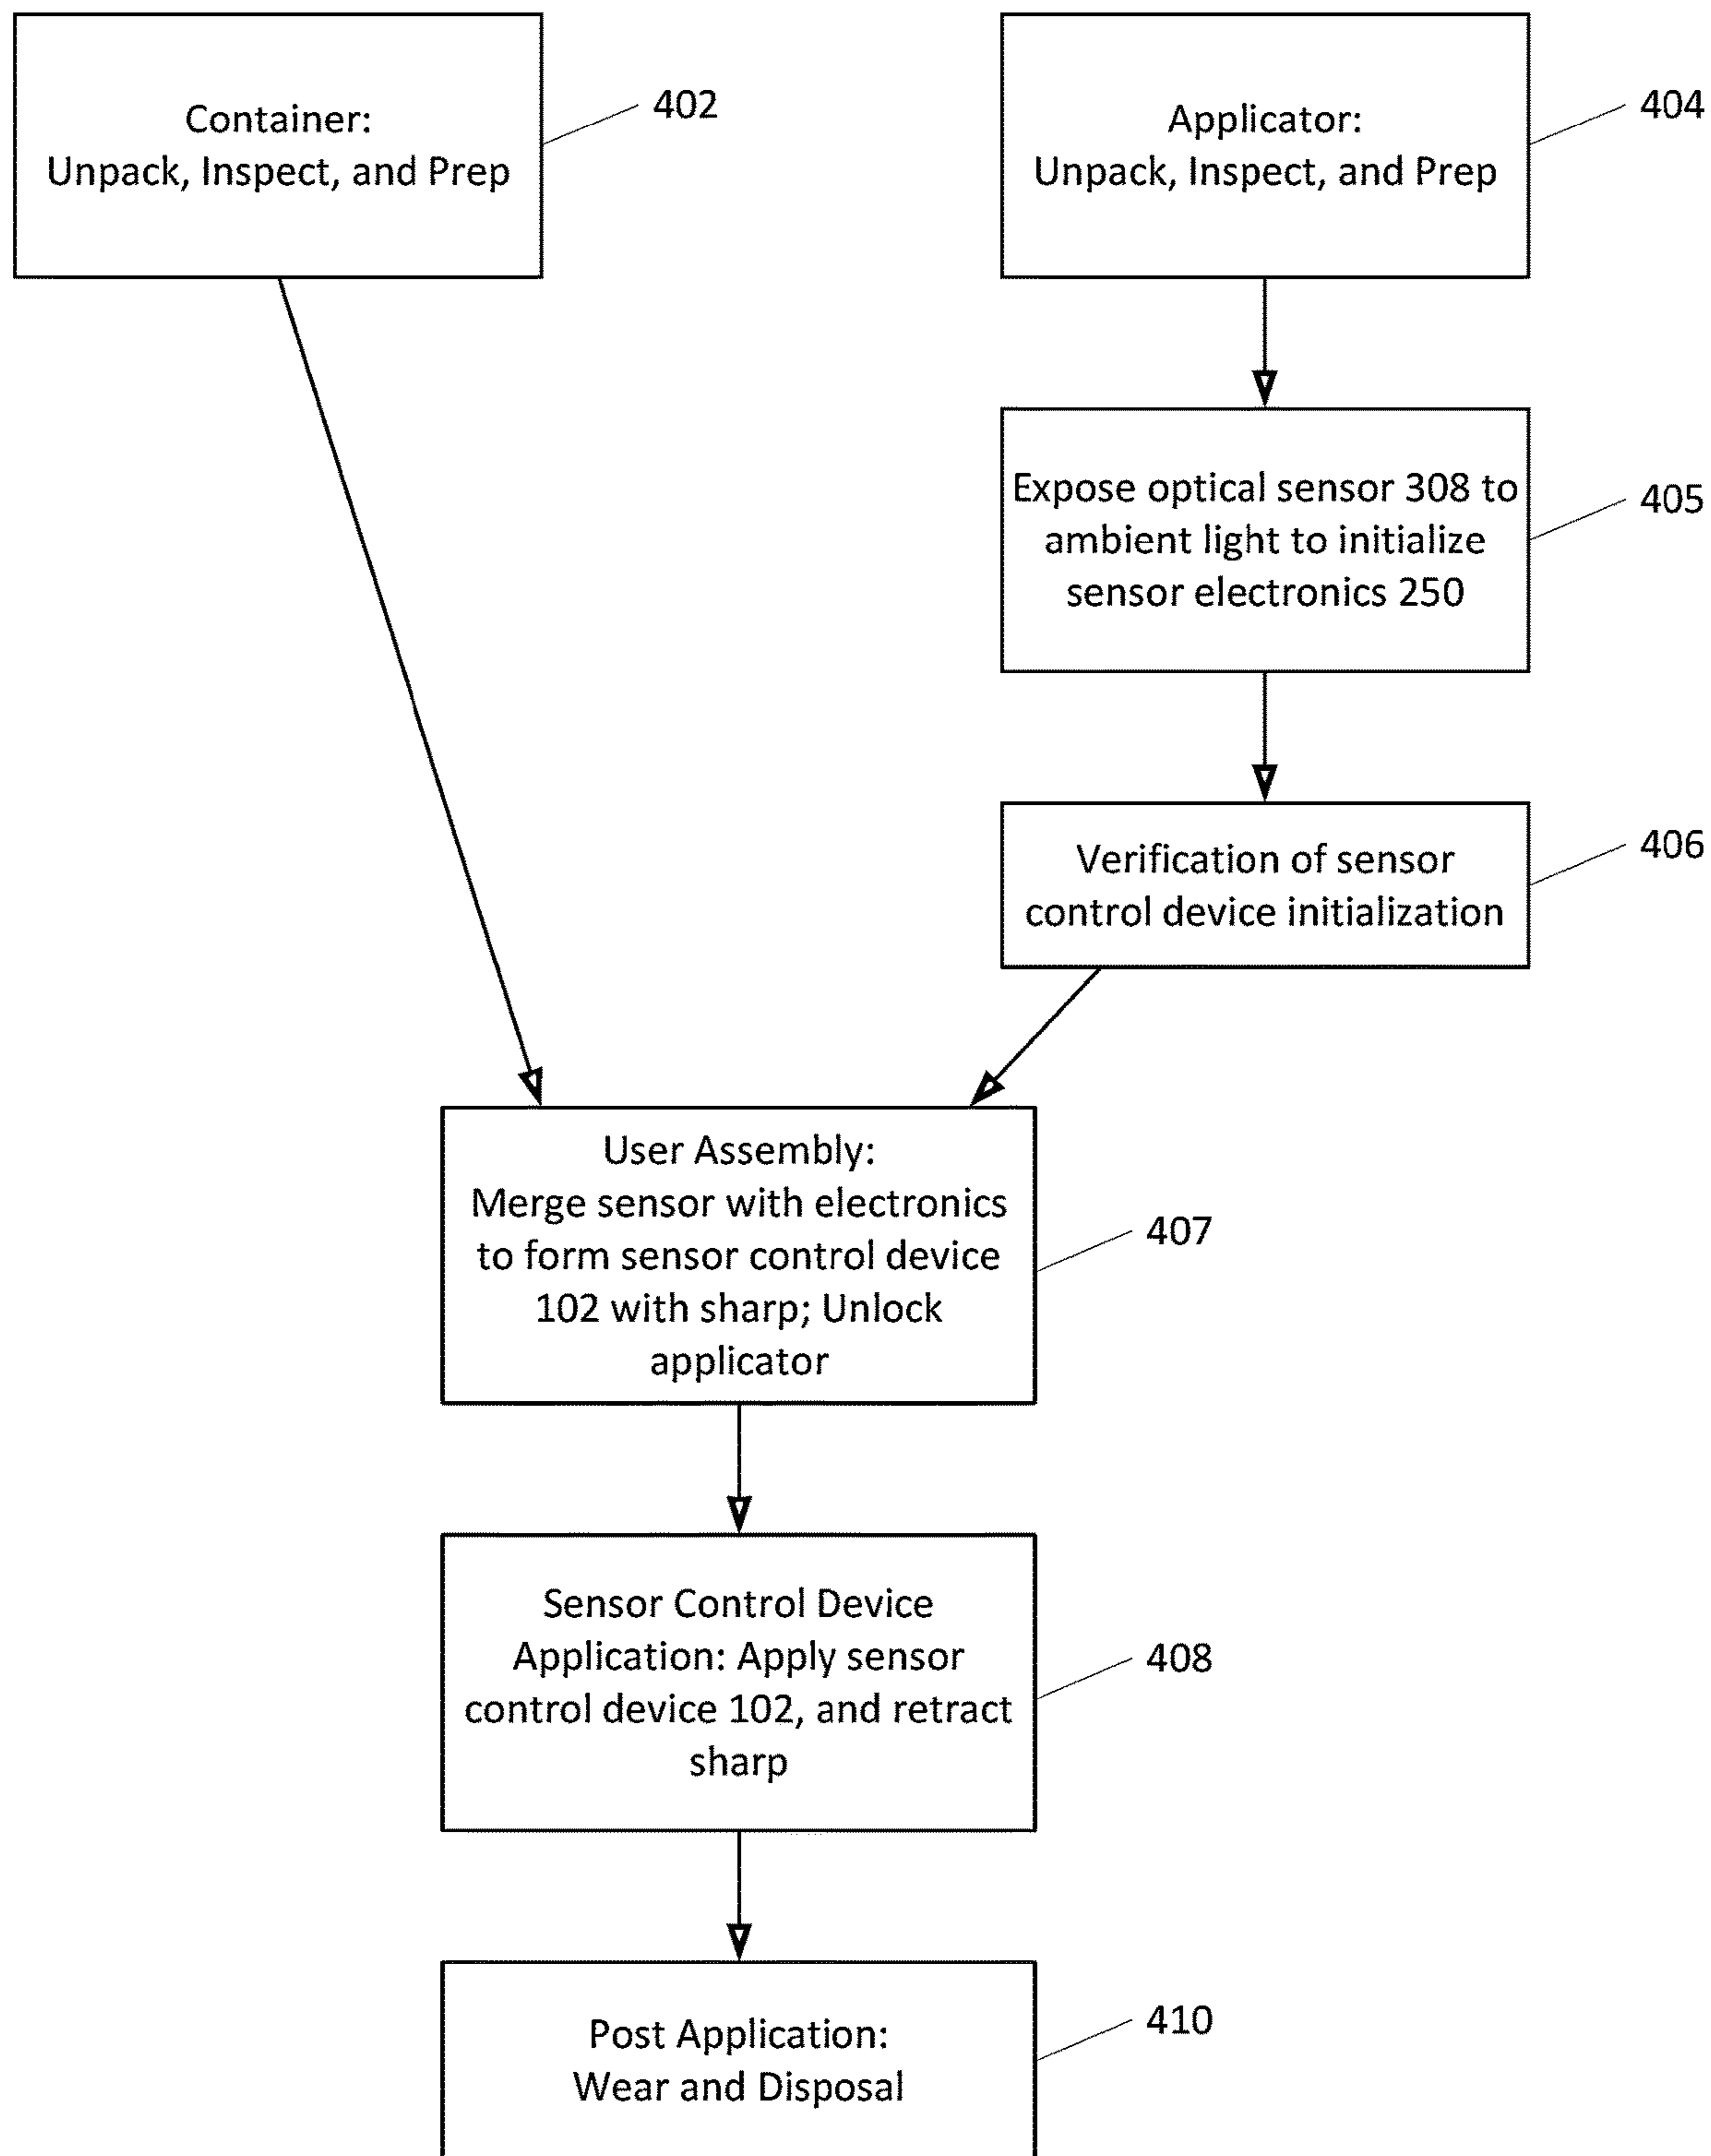 Container:
Unpack, Inspect, and Prep
402
Applicator:
Unpack, Inspect, and Prep
404
Expose optical sensor 308 to
ambient light to initialize
sensor electronics 250
405
Verification of sensor
control device initialization
406
User Assembly:
Merge sensor with electronics
to form sensor control device
102 with sharp; Unlock
applicator
407
Sensor Control Device
Application: Apply sensor
control device 102, and retract
sharp
408
Post Application:
Wear and Disposal
410